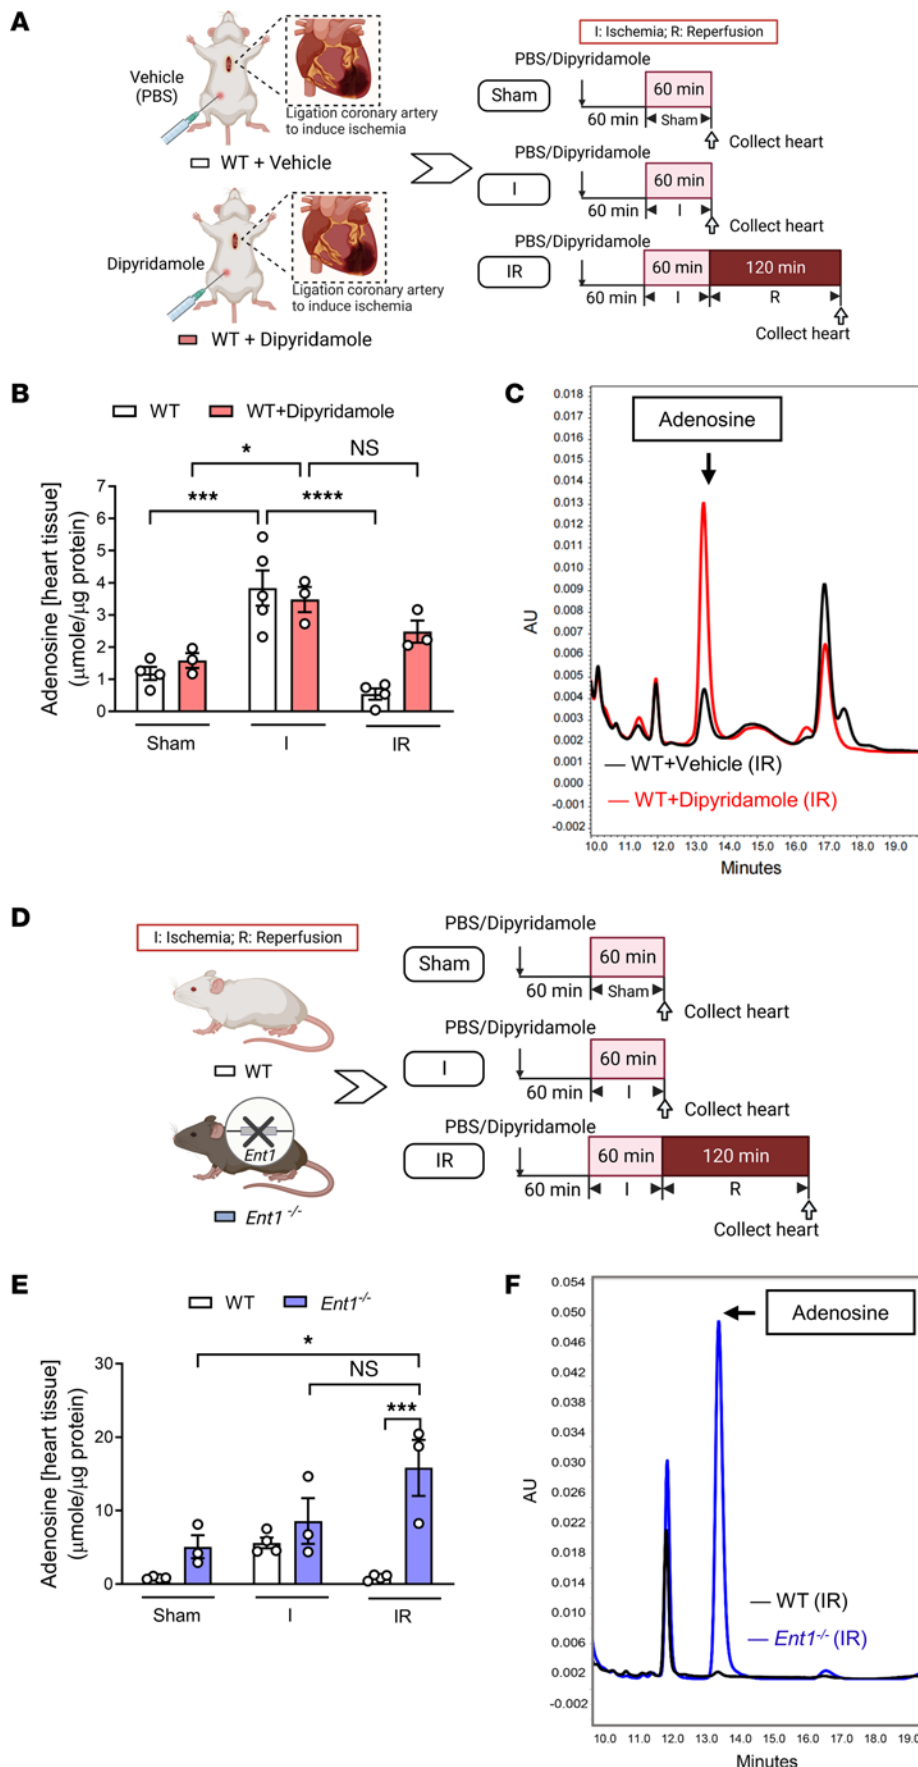 A
Vehicle
(PBS)
Ligation coronary artery
to induce ischemia
WT + Vehicle
Dipyridamole
Ligation coronary artery
to induce ischemia
WT + Dipyridamole
I: Ischemia; R: Reperfusion
PBS/Dipyridamole
Sham
60 min
60 min
Sham
Collect heart
PBS/Dipyridamole
I
60 min
60 min
I
Collect heart
PBS/Dipyridamole
IR
60 min
120 min
60 min
I
R
Collect heart
B
WT
WT+Dipyridamole
*
NS
***
****
Adenosine [heart tissue]
(μmole/μg protein)
7
6
5
4
3
2
1
0
Sham
I
IR
C
Adenosine
AU
0.018
0.017
0.016
0.015
0.014
0.013
0.012
0.011
0.010
0.009
0.008
0.007
0.006
0.005
0.004
0.003
0.002
0.001
0.000
-0.001
-0.002
WT+Vehicle (IR)
WT+Dipyridamole (IR)
10.0 11.0 12.0 13.0 14.0 15.0 16.0 17.0 18.0 19.0
Minutes
D
I: Ischemia; R: Reperfusion
WT
Ent1
Ent1 -/-
PBS/Dipyridamole
Sham
60 min
60 min
Sham
Collect heart
PBS/Dipyridamole
I
60 min
60 min
I
Collect heart
PBS/Dipyridamole
IR
60 min
120 min
60 min
I
R
Collect heart
E
WT
Ent1-/-
*
NS
***
Adenosine [heart tissue]
(μmole/μg protein)
30
20
10
0
Sham
I
IR
F
Adenosine
AU
0.054
0.050
0.046
0.042
0.038
0.034
0.030
0.026
0.022
0.018
0.014
0.010
0.006
0.002
-0.002
WT (IR)
Ent1-/- (IR)
10.0 11.0 12.0 13.0 14.0 15.0 16.0 17.0 18.0 19.0
Minutes